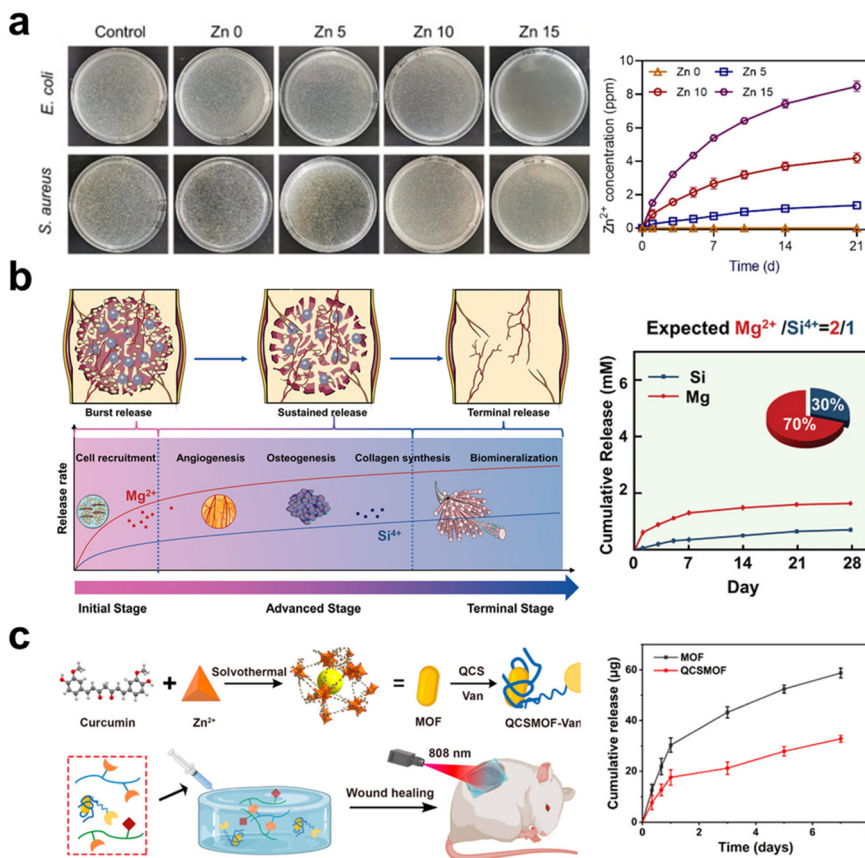 a
Control Zn 0 Zn 5 Zn 10 Zn 15
E. coli
S. aureus
Zn 0 Zn 5
Zn 10 Zn 15
Zn²⁺ concentration (ppm)
10
8
6
4
2
0
0 7 14 21
Time (d)
b
Burst release Sustained release Terminal release
Cell recruitment Angiogenesis Osteogenesis Collagen synthesis Biomineralization
Release rate
Mg²⁺
Si⁴⁺
Initial Stage Advanced Stage Terminal Stage
Expected Mg²⁺ /Si⁴⁺=2/1
Si
Mg
30%
70%
Cumulative Release (mM)
6
4
2
0
0 7 14 21 28
Day
c
Curcumin + Zn²⁺ Solvothermal = MOF QCS Van QCSMOF-Van
H₃C
CH₃
HO
OH
808 nm
Wound healing
MOF
QCSMOF
Cumulative release (μg)
60
40
20
0
0 2 4 6
Time (days)